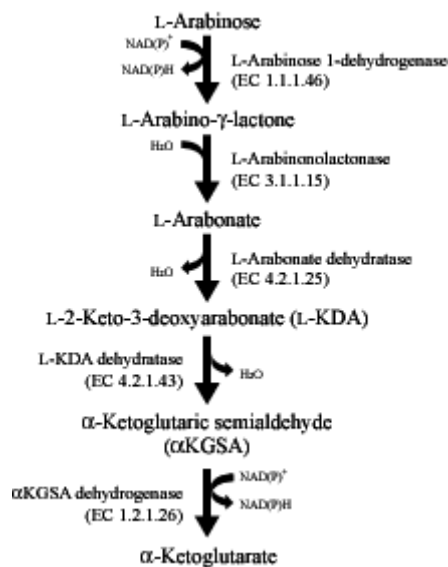 L-Arabinose
NAD(P)⁺
NAD(P)H
L-Arabinose 1-dehydrogenase
(EC 1.1.1.46)
L-Arabino-γ-lactone
H₂O
L-Arabinonolactonase
(EC 3.1.1.15)
L-Arabonate
H₂O
L-Arabonate dehydratase
(EC 4.2.1.25)
L-2-Keto-3-deoxyarabonate (L-KDA)
L-KDA dehydratase
(EC 4.2.1.43)
H₂O
α-Ketoglutaric semialdehyde
(αKGSA)
αKGSA dehydrogenase
(EC 1.2.1.26)
NAD(P)⁺
NAD(P)H
α-Ketoglutarate